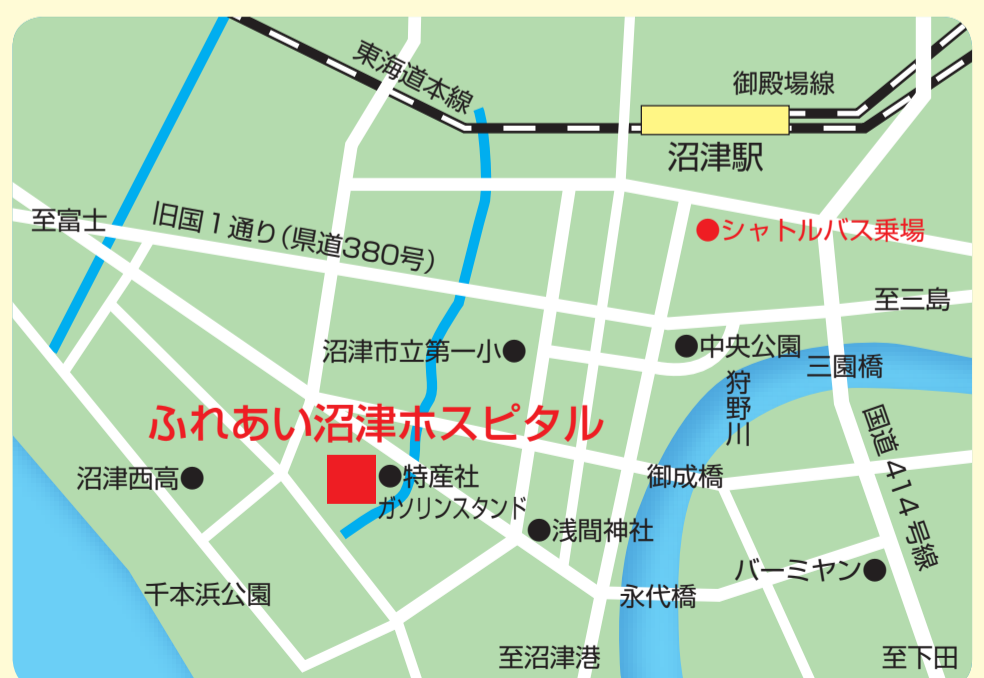 東海道本線
御殿場線
沼津駅
至富士
旧国1通り(県道380号)
シャトルバス乗場
至三島
沼津市立第一小
中央公園
三園橋
狩野川
ふれあい沼津ホスピタル
国道414号線
沼津西高
特産社
ガソリンスタンド
御成橋
浅間神社
バーミヤン
千本浜公園
永代橋
至沼津港
至下田